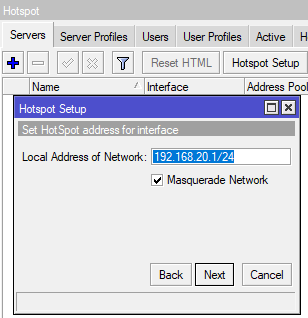 Hotspot
Servers Server Profiles Users User Profiles Active H
Reset HTML Hotspot Setup
Name Interface Address Pool
Hotspot Setup
Set HotSpot address for interface
Local Address of Network: 192.168.20.1/24
Masquerade Network
Back Next Cancel